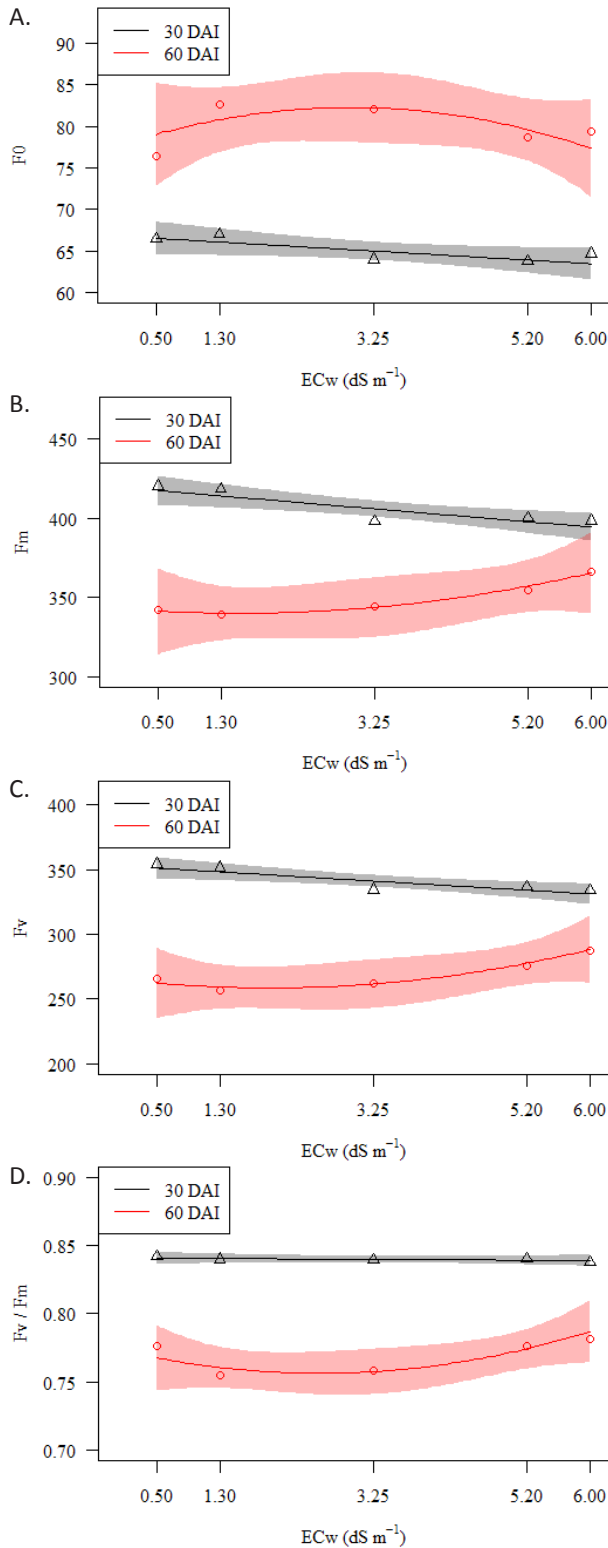 A.
30 DAI
60 DAI
90
85
80
75
70
65
60
F0
0.50 1.30 3.25 5.20 6.00
ECw (dS m⁻¹)
B.
30 DAI
60 DAI
450
400
350
300
Fm
0.50 1.30 3.25 5.20 6.00
ECw (dS m⁻¹)
C.
30 DAI
60 DAI
400
350
300
250
200
Fv
0.50 1.30 3.25 5.20 6.00
ECw (dS m⁻¹)
D.
30 DAI
60 DAI
0.90
0.85
0.80
0.75
0.70
Fv / Fm
0.50 1.30 3.25 5.20 6.00
ECw (dS m⁻¹)